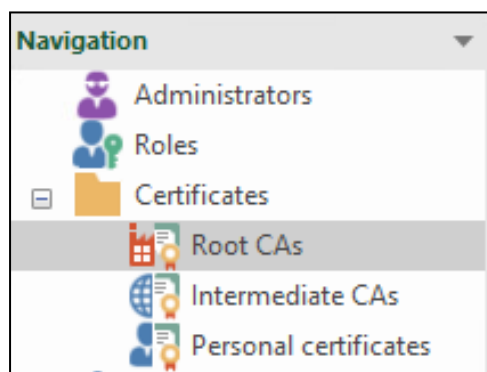 Navigation
Administrators
Roles
Certificates
Root CAs
Intermediate CAs
Personal certificates